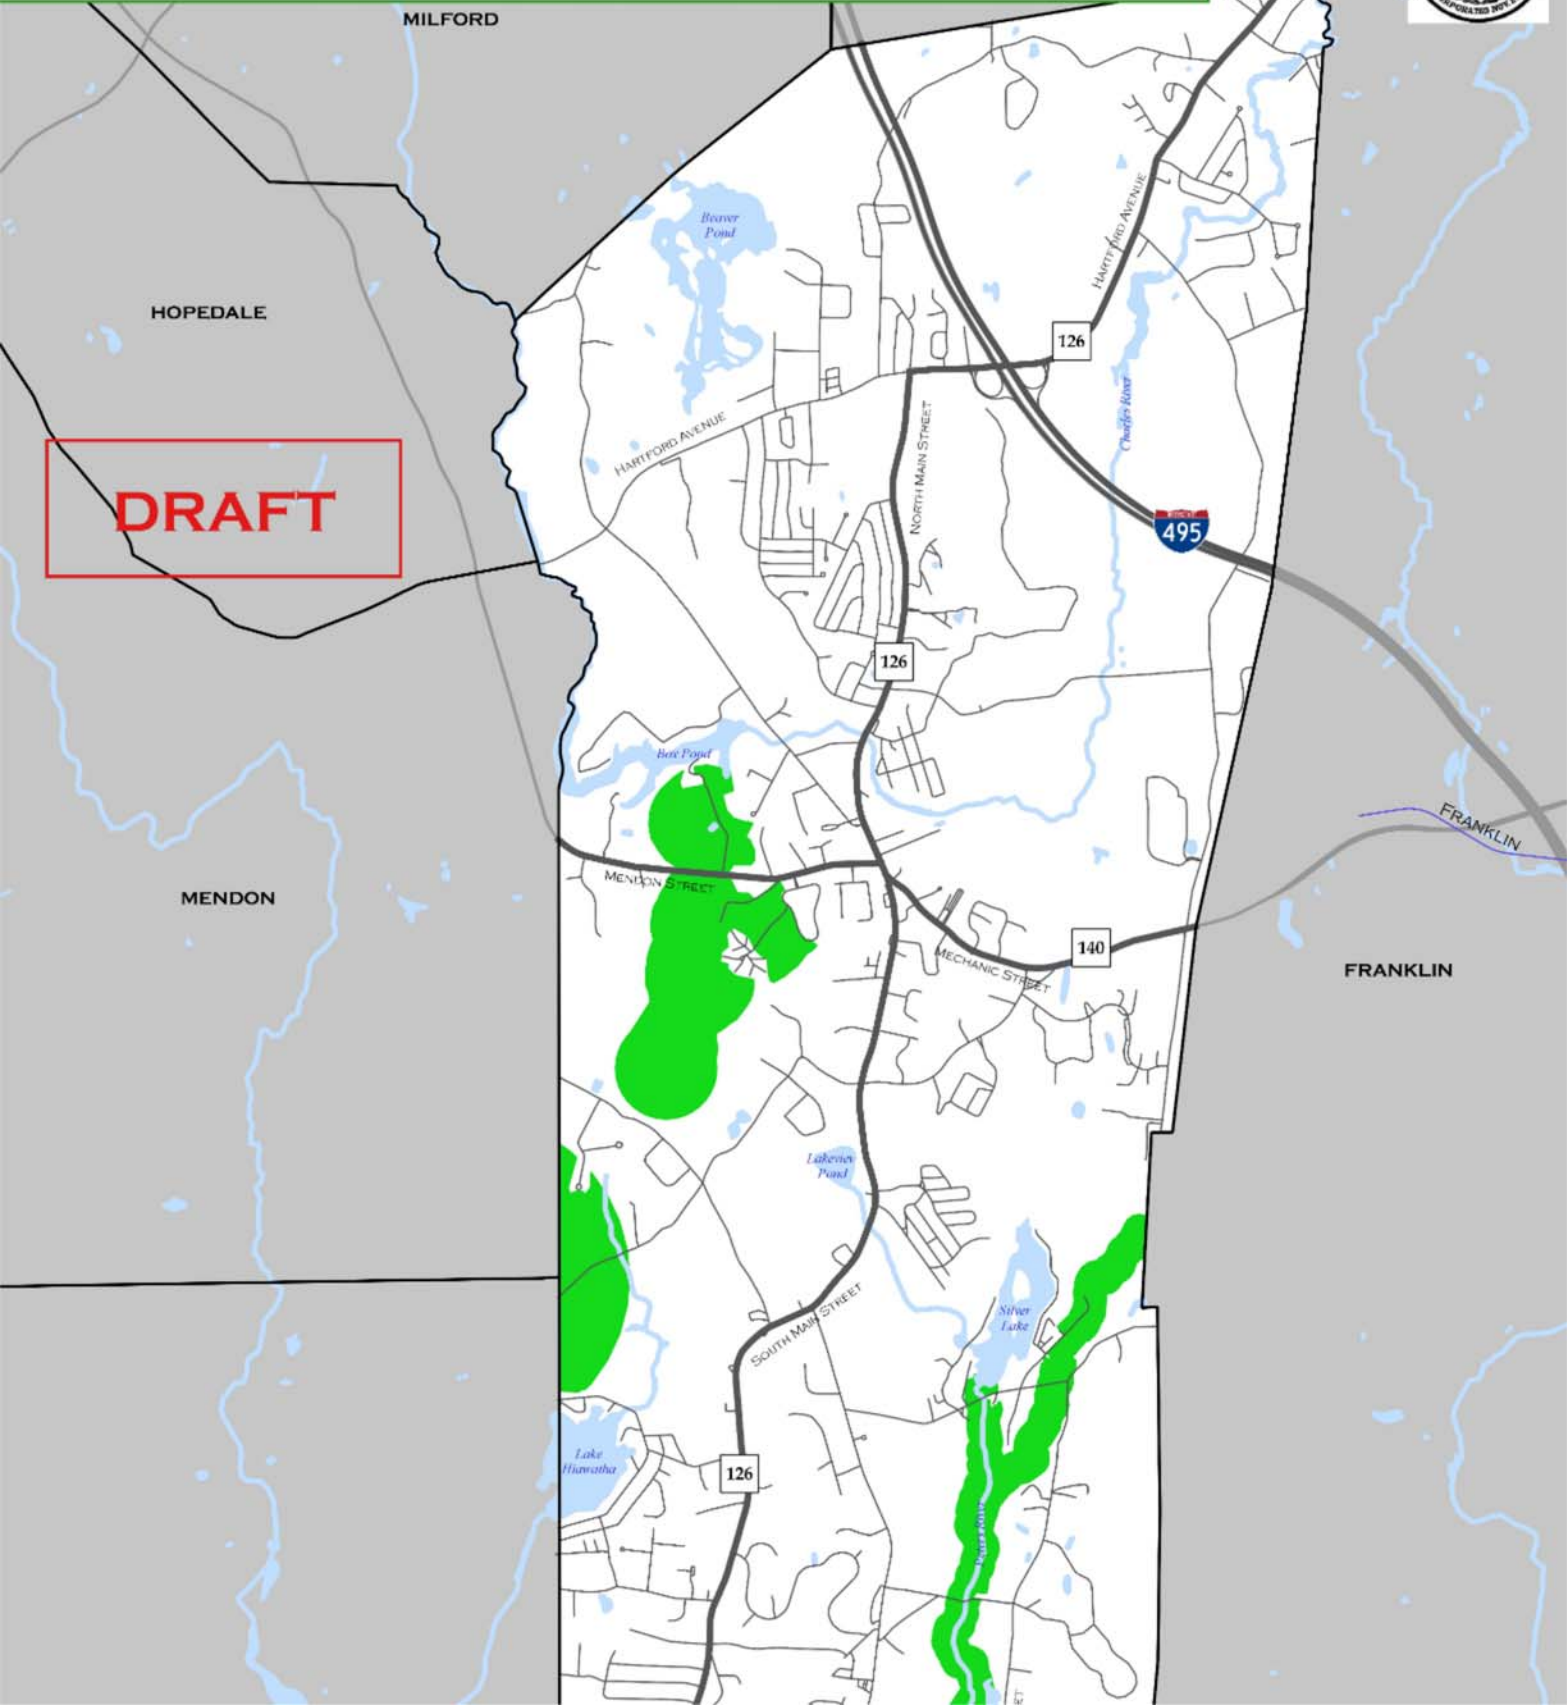 MILFORD
Beaver
Pond
HARTFORD AVENUE
HOPEDALE
126
Charles River
HARTFORD AVENUE
NORTH MAIN STREET
DRAFT
495
126
Box Pond
FRANKLIN
MENDON STREET
MENDON
140
MECHANIC STREET
FRANKLIN
Lakeview
Pond
Silver
Lake
SOUTH MAIN STREET
Lake
Hiawatha
126